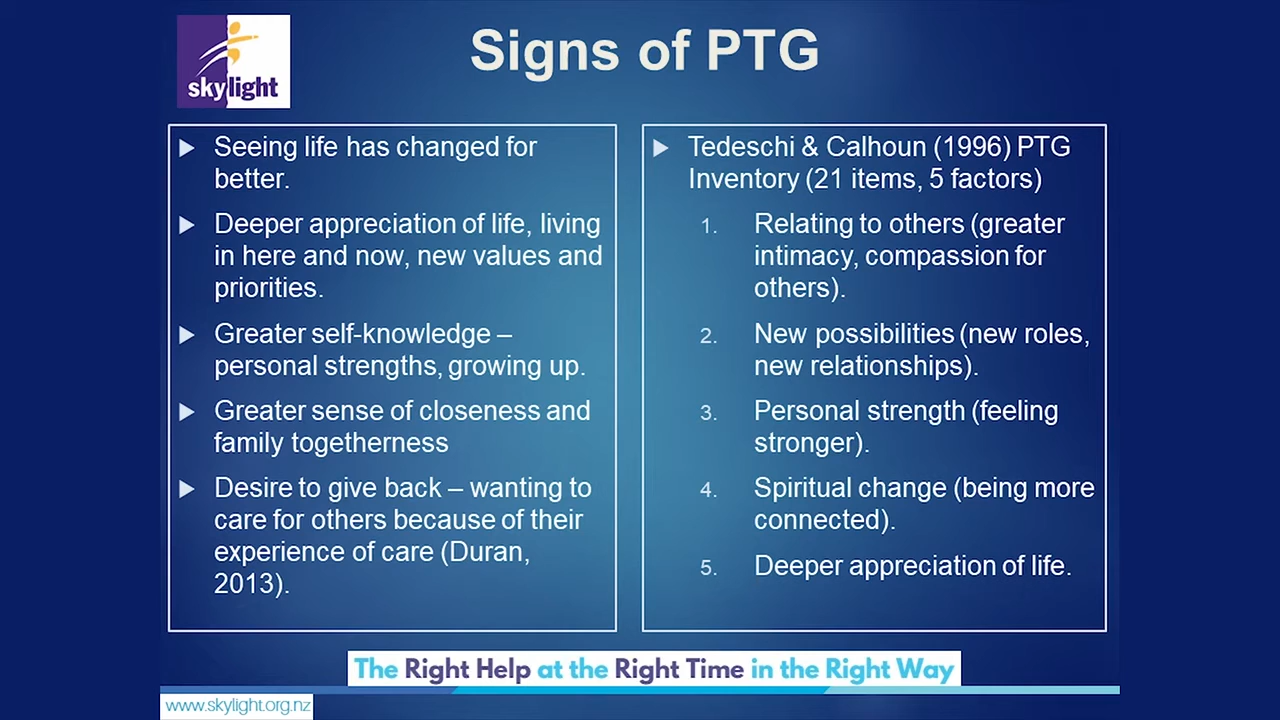 skylight
Signs of PTG
Seeing life has changed for
better.
Deeper appreciation of life, living
in here and now, new values and
priorities.
Greater self-knowledge –
personal strengths, growing up.
Greater sense of closeness and
family togetherness
Desire to give back – wanting to
care for others because of their
experience of care (Duran,
2013).
Tedeschi & Calhoun (1996) PTG
Inventory (21 items, 5 factors)
1. Relating to others (greater
intimacy, compassion for
others).
2. New possibilities (new roles,
new relationships).
3. Personal strength (feeling
stronger).
4. Spiritual change (being more
connected).
5. Deeper appreciation of life.
The Right Help at the Right Time in the Right Way
www.skylight.org.nz